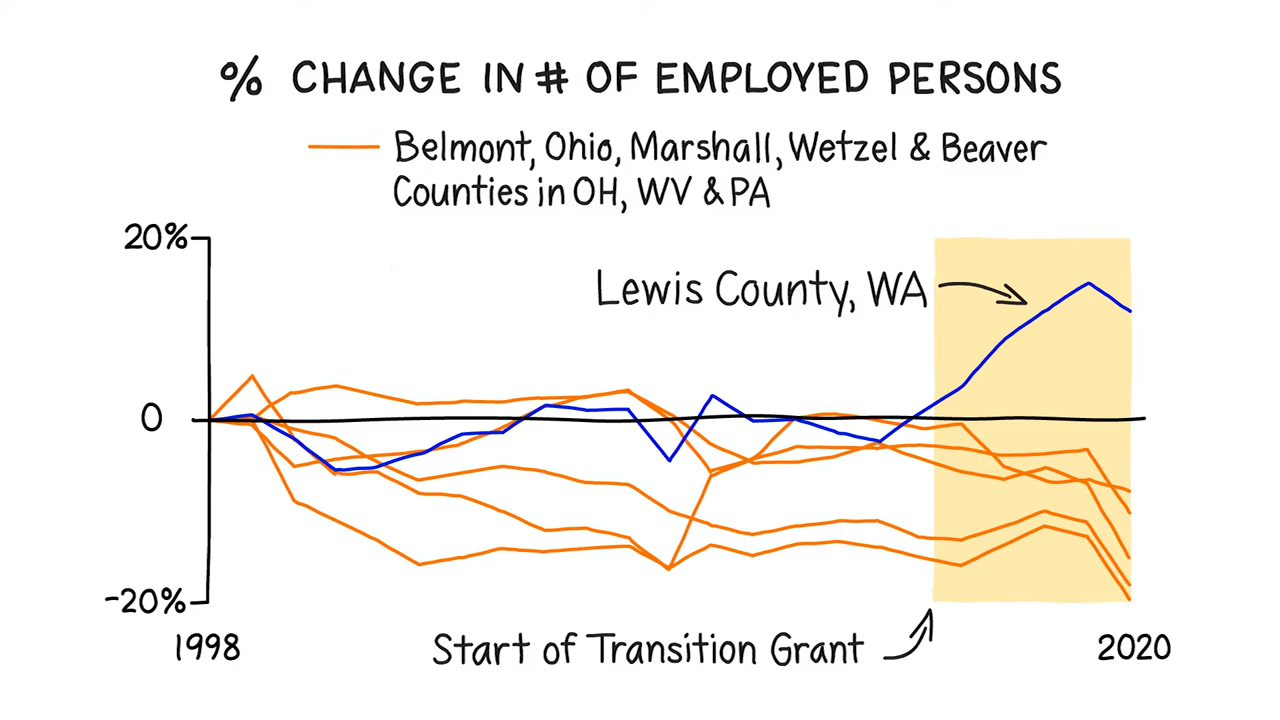 % CHANGE IN # OF EMPLOYED PERSONS
Belmont, Ohio, Marshall, Wetzel & Beaver
Counties in OH, WV & PA
20%
Lewis County, WA
0
-20%
1998
Start of Transition Grant
2020